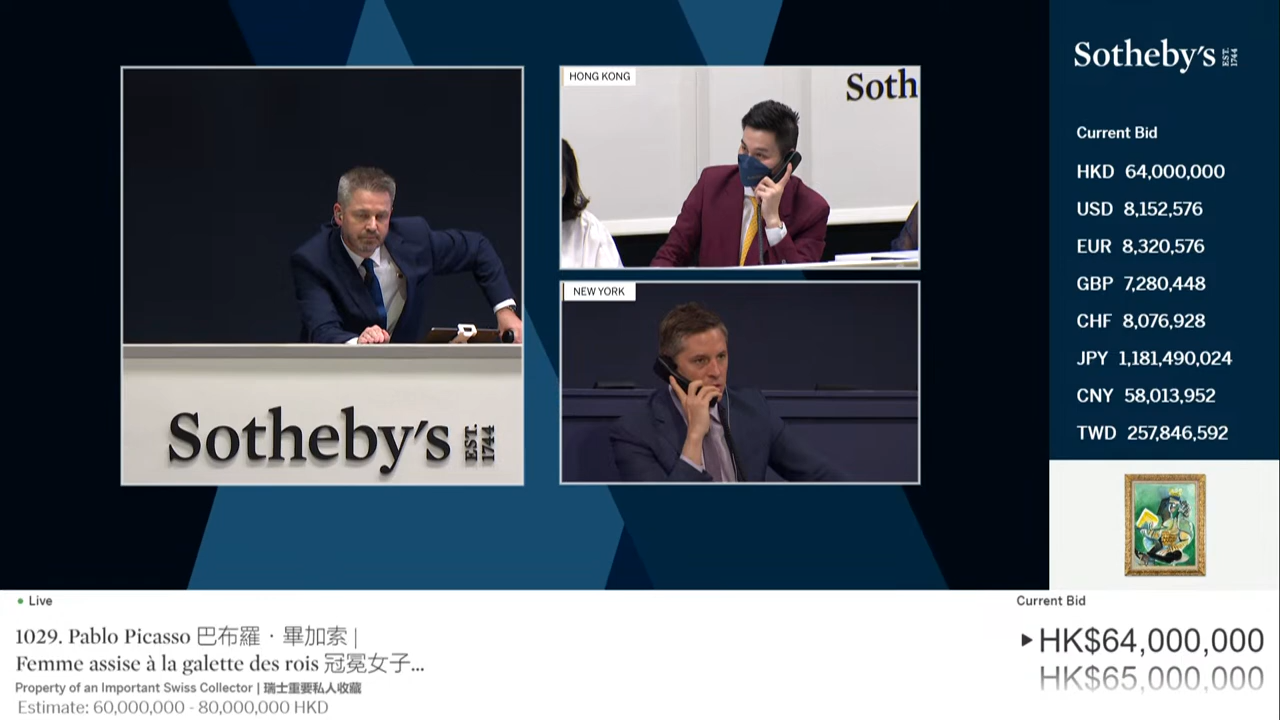 HONG KONG
Soth
NEW YORK
Sotheby's EST. 1744
Sotheby's EST. 1744
Current Bid
HKD 64,000,000
USD 8,152,576
EUR 8,320,576
GBP 7,280,448
CHF 8,076,928
JPY 1,181,490,024
CNY 58,013,952
TWD 257,846,592
Live
1029. Pablo Picasso 巴布羅・畢加索 |
Femme assise à la galette des rois 冠冕女子...
Property of an Important Swiss Collector | 瑞士重要私人收藏
Estimate: 60,000,000 - 80,000,000 HKD
Current Bid
HK$64,000,000
HK$65,000,000